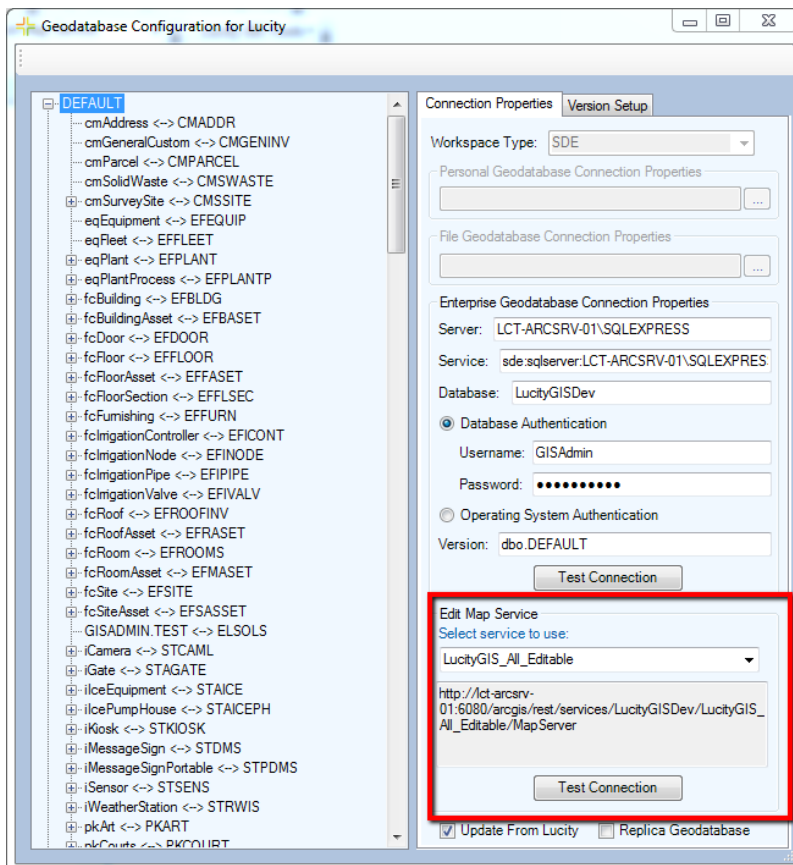 Geodatabase Configuration for Lucity
DEFAULT
cmAddress <--> CMADDR
cmGeneralCustom <--> CMGENINV
cmParcel <--> CMPARCEL
cmSolidWaste <--> CMSWASTE
cmSurveySite <--> CMSSITE
eqEquipment <--> EFEQUIP
eqFleet <--> EFFLEET
eqPlant <--> EFPLANT
eqPlantProcess <--> EFPLANTP
fcBuilding <--> EFBLDG
fcBuildingAsset <--> EFBASET
fcDoor <--> EFDOOR
fcFloor <--> EFFLOOR
fcFloorAsset <--> EFFASET
fcFloorSection <--> EFFLSEC
fcFurnishing <--> EFFURN
fcIrrigationController <--> EFICONT
fcIrrigationNode <--> EFINODE
fcIrrigationPipe <--> EFIPIPE
fcIrrigationValve <--> EFIVALV
fcRoof <--> EFROOFINV
fcRoofAsset <--> EFRASET
fcRoom <--> EFROOMS
fcRoomAsset <--> EFMASET
fcSite <--> EFSITE
fcSiteAsset <--> EFSASSET
GISADMIN.TEST <--> ELSOLS
iCamera <--> STCAML
iGate <--> STAGATE
iIceEquipment <--> STAICE
iIcePumpHouse <--> STAICEPH
iKiosk <--> STKIOSK
iMessageSign <--> STDMS
iMessageSignPortable <--> STPDMS
iSensor <--> STSENS
iWeatherStation <--> STRWIS
pkArt <--> PKART
pkCourts <--> PKCOURT
Connection Properties
Version Setup
Workspace Type: SDE
Personal Geodatabase Connection Properties
...
File Geodatabase Connection Properties
...
Enterprise Geodatabase Connection Properties
Server: LCT-ARCSRV-01\SQLEXPRESS
Service: sde:sqlserver:LCT-ARCSRV-01\SQLEXPRES
Database: LucityGISDev
Database Authentication
Username: GISAdmin
Password: ●●●●●●●●●●
Operating System Authentication
Version: dbo.DEFAULT
Test Connection
Edit Map Service
Select service to use:
LucityGIS_All_Editable
http://lct-arcsrv-
01:6080/arcgis/rest/services/LucityGISDev/LucityGIS_
All_Editable/MapServer
Test Connection
Update From Lucity
Replica Geodatabase